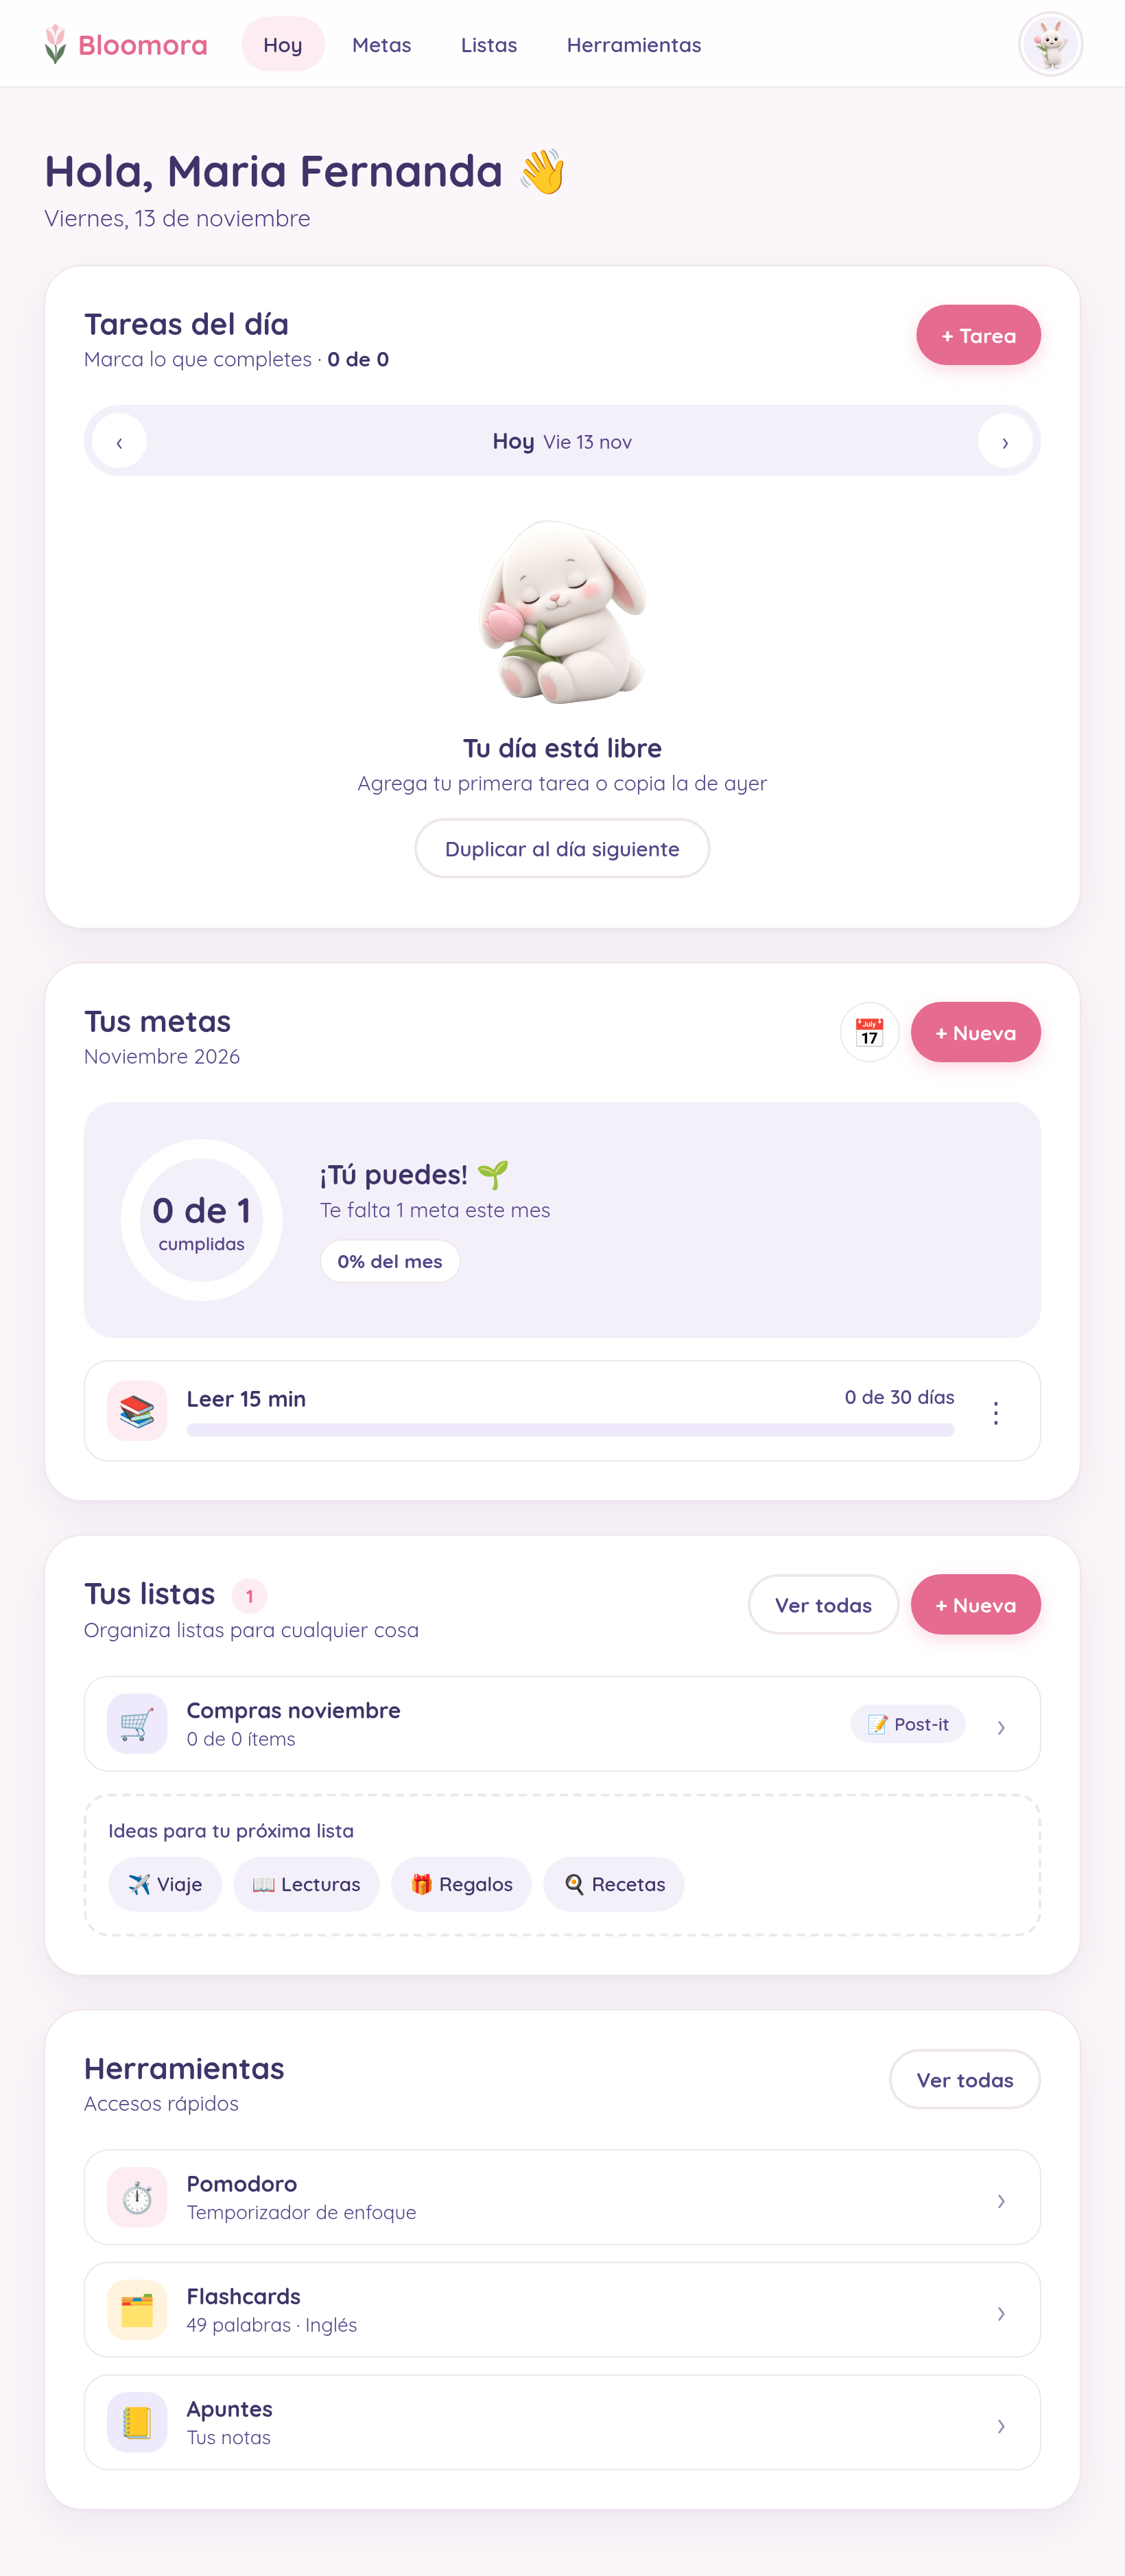 Bloomora
Hoy
Metas
Listas
Herramientas
Hola, Maria Fernanda 👋
Viernes, 13 de noviembre
Tareas del día
Marca lo que completes · 0 de 0
+ Tarea
‹
Hoy Vie 13 nov
›
Tu día está libre
Agrega tu primera tarea o copia la de ayer
Duplicar al día siguiente
Tus metas
Noviembre 2026
📅
+ Nueva
0 de 1
cumplidas
¡Tú puedes! 🌱
Te falta 1 meta este mes
0% del mes
📚
Leer 15 min
0 de 30 días
⋮
Tus listas 1
Organiza listas para cualquier cosa
Ver todas
+ Nueva
🛒
Compras noviembre
0 de 0 ítems
📝 Post-it
›
Ideas para tu próxima lista
✈️ Viaje
📖 Lecturas
🎁 Regalos
🍳 Recetas
Herramientas
Accesos rápidos
Ver todas
⏱️
Pomodoro
Temporizador de enfoque
›
🗂️
Flashcards
49 palabras · Inglés
›
📒
Apuntes
Tus notas
›